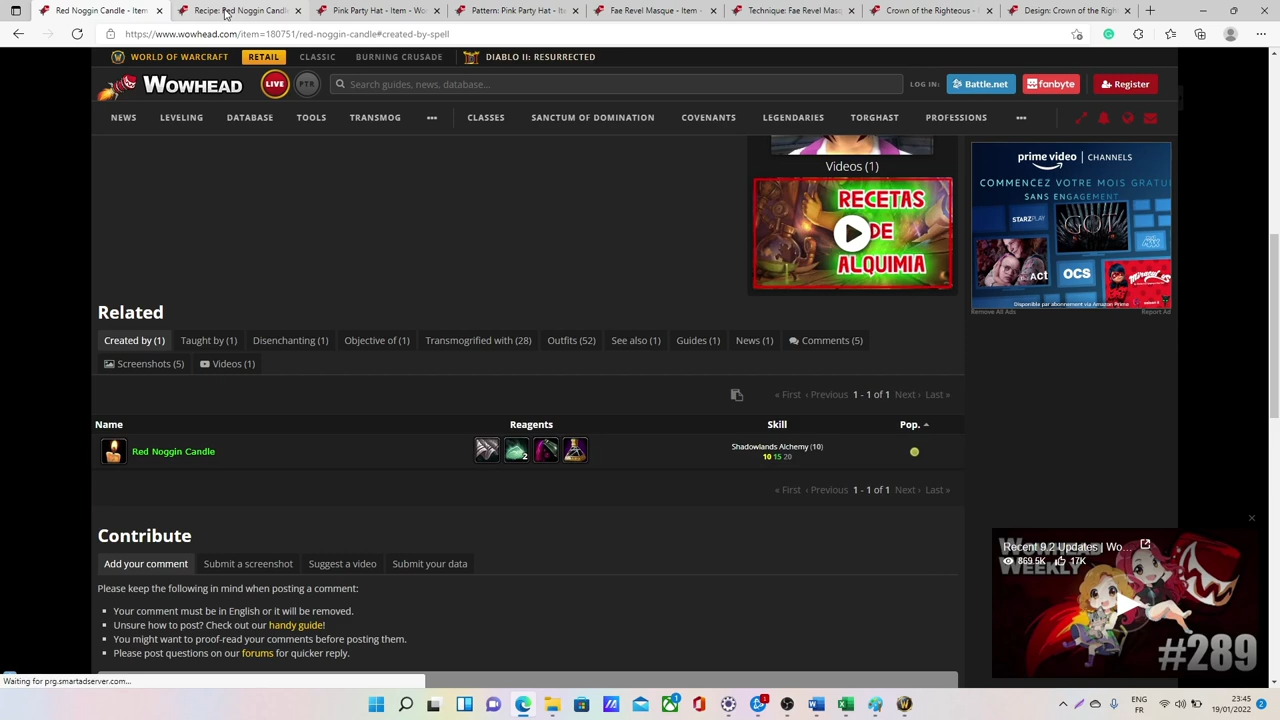 Red Noggin Candle - Item
Recipe: Red Noggin Candl
Pink Party Hat - Item - Wo
Pattern: Pink Party Hat - It
Fae Revel Masque - Item -
Technique: Fae Revel Mas
Crown of the Righteous - I
Design: Crown of the Righ
https://www.wowhead.com/item=180751/red-noggin-candle#created-by-spell
WORLD OF WARCRAFT RETAIL CLASSIC BURNING CRUSADE DIABLO II: RESURRECTED
WOWHEAD LIVE PTR Search guides, news, database... LOG IN: Battle.net fanbyte Register
NEWS LEVELING DATABASE TOOLS TRANSMOG ••• CLASSES SANCTUM OF DOMINATION COVENANTS LEGENDARIES TORGHAST PROFESSIONS •••
Videos (1)
RECETAS
DE
ALQUIMIA
prime video | CHANNELS
COMMENCEZ VOTRE MOIS GRATU
SANS ENGAGEMENT
STARZPLAY
GOT
MAX
ACT
OCS
Miraculous
Disponible par abonnement via Amazon Prime
Remove All Ads Report Ad
Related
Created by (1) Taught by (1) Disenchanting (1) Objective of (1) Transmogrified with (28) Outfits (52) See also (1) Guides (1) News (1) Comments (5)
Screenshots (5) Videos (1)
« First ‹ Previous 1 - 1 of 1 Next › Last »
Name Reagents Skill Pop.
Red Noggin Candle 2 Shadowlands Alchemy (10)
10 15 20
« First ‹ Previous 1 - 1 of 1 Next › Last »
Contribute
Add your comment Submit a screenshot Suggest a video Submit your data
Please keep the following in mind when posting a comment:
Your comment must be in English or it will be removed.
Unsure how to post? Check out our handy guide!
You might want to proof-read your comments before posting them.
Please post questions on our forums for quicker reply.
WOWHEAD
WEEKLY
Recent 9.2 Updates | Wo...
869.5K 17K
#289
Waiting for prg.smartadserver.com...
1
1
ENG
FR
23:45
19/01/2022
2